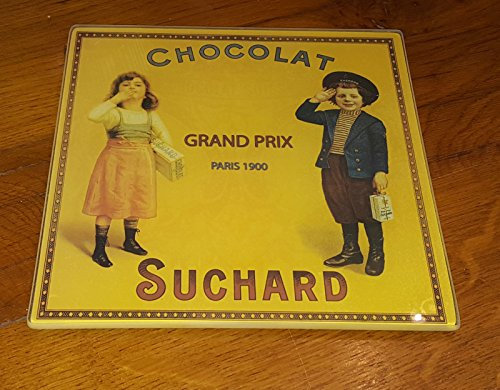 CHOCOLAT
GRAND PRIX
PARIS 1900
SUCHARD